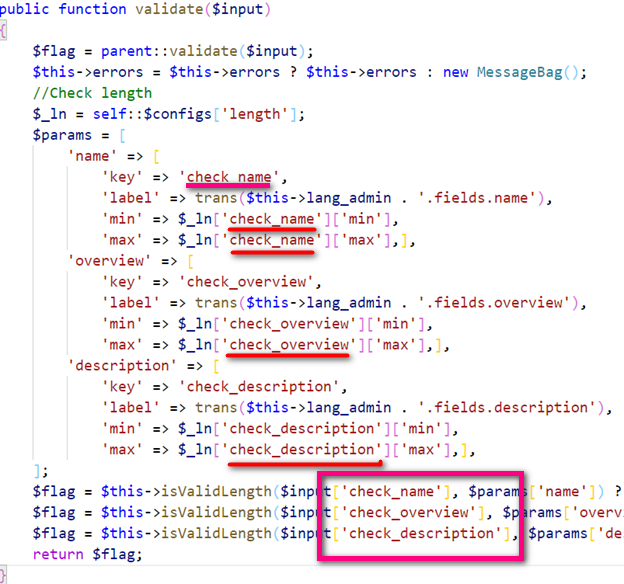 public function validate($input)
{
$flag = parent::validate($input);
$this->errors = $this->errors ? $this->errors : new MessageBag();
//Check length
$_ln = self::$configs['length'];
$params = [
'name' => [
'key' => 'check_name',
'label' => trans($this->lang_admin . '.fields.name'),
'min' => $_ln['check_name']['min'],
'max' => $_ln['check_name']['max'],],
'overview' => [
'key' => 'check_overview',
'label' => trans($this->lang_admin . '.fields.overview'),
'min' => $_ln['check_overview']['min'],
'max' => $_ln['check_overview']['max'],],
'description' => [
'key' => 'check_description',
'label' => trans($this->lang_admin . '.fields.description'),
'min' => $_ln['check_description']['min'],
'max' => $_ln['check_description']['max'],],
];
$flag = $this->isValidLength($input['check_name'], $params['name']) ?
$flag = $this->isValidLength($input['check_overview'], $params['overv
$flag = $this->isValidLength($input['check_description'], $params['de
return $flag;
}